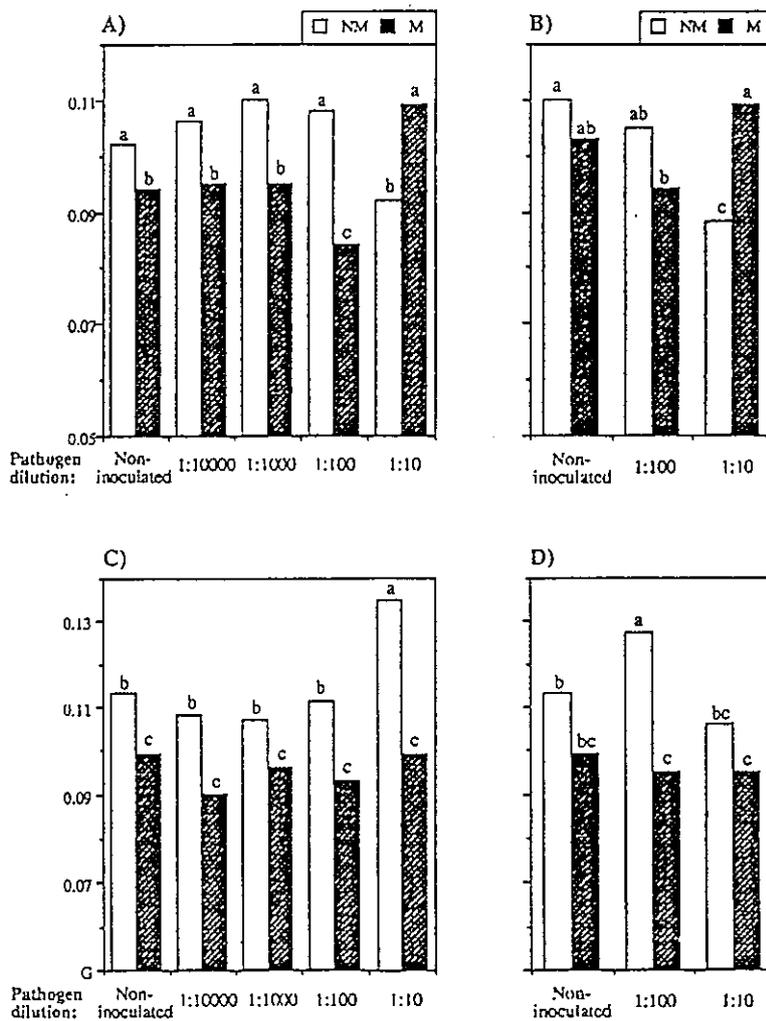 A)
□ NM ■ M
B)
□ NM ■ M
0.11
0.09
0.07
0.05
a b a b a b a c b a
a ab ab b c a
Pathogen dilution:
Non-inoculated 1:10000 1:1000 1:100 1:10
Non-inoculated 1:100 1:10
C)
D)
0.13
0.11
0.09
0.07
G
b c b c b c b c a c
b bc a c bc c
Pathogen dilution:
Non-inoculated 1:10000 1:1000 1:100 1:10
Non-inoculated 1:100 1:10